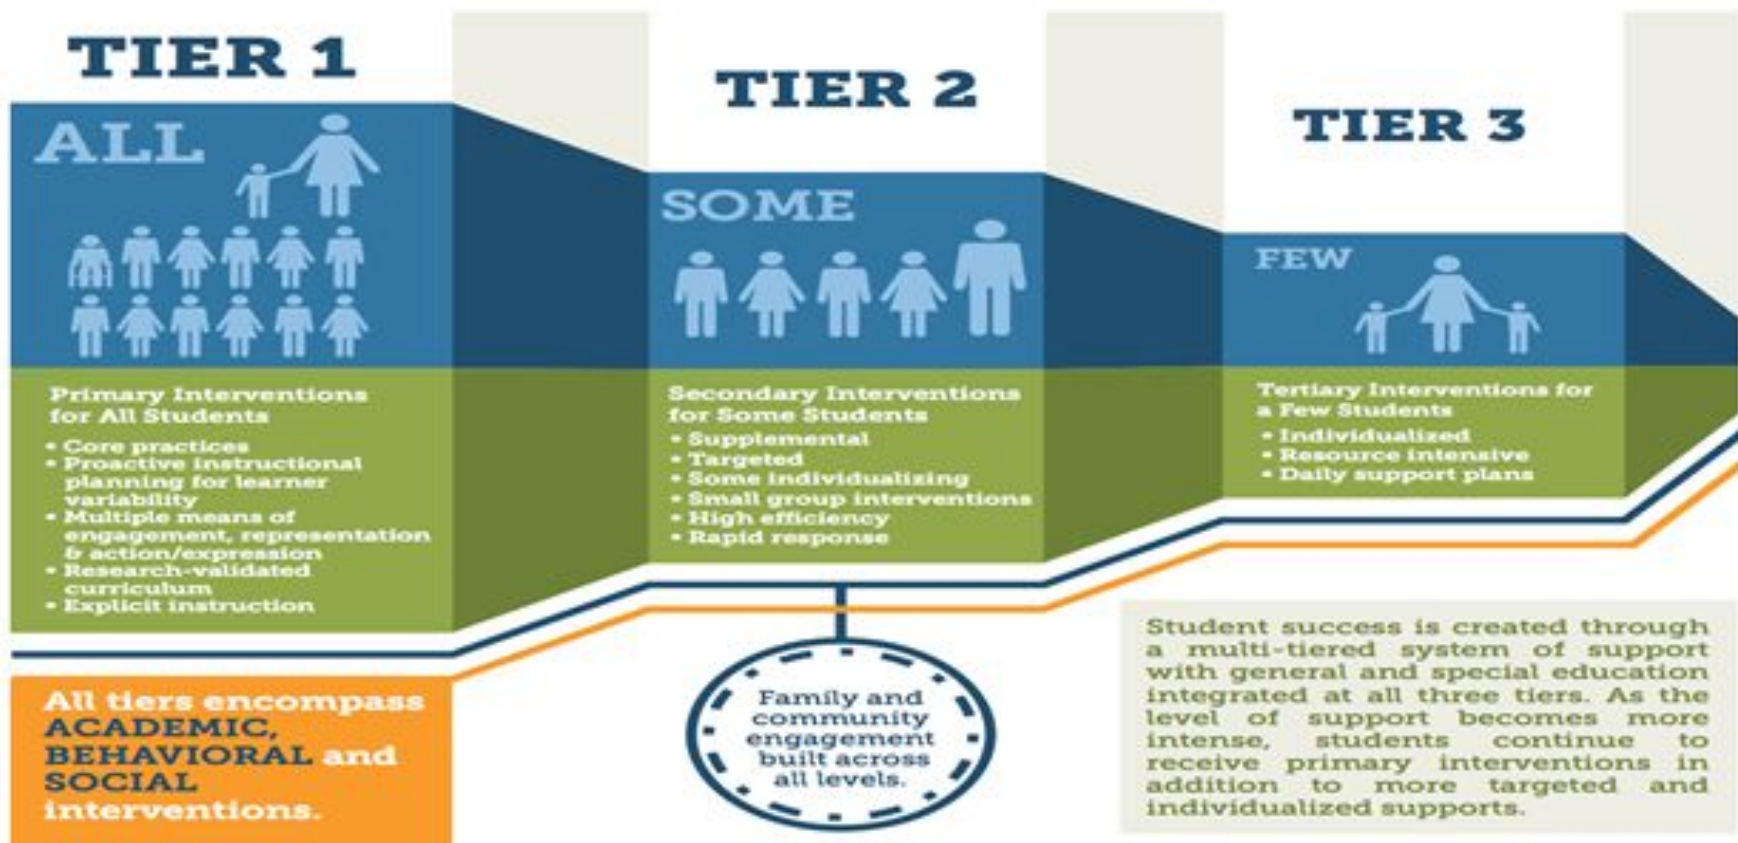 TIER 1
ALL
Primary Interventions
for All Students
• Core practices
• Proactive instructional
planning for learner
variability
• Multiple means of
engagement, representation
& action/expression
• Research-validated
curriculum
• Explicit instruction
TIER 2
SOME
Secondary Interventions
for Some Students
• Supplemental
• Targeted
• Some individualizing
• Small group interventions
• High efficiency
• Rapid response
TIER 3
FEW
Tertiary Interventions for
a Few Students
• Individualized
• Resource intensive
• Daily support plans
All tiers encompass
ACADEMIC,
BEHAVIORAL and
SOCIAL
interventions.
Family and
community
engagement
built across
all levels.
Student success is created through
a multi-tiered system of support
with general and special education
integrated at all three tiers. As the
level of support becomes more
intense, students continue to
receive primary interventions in
addition to more targeted and
individualized supports.